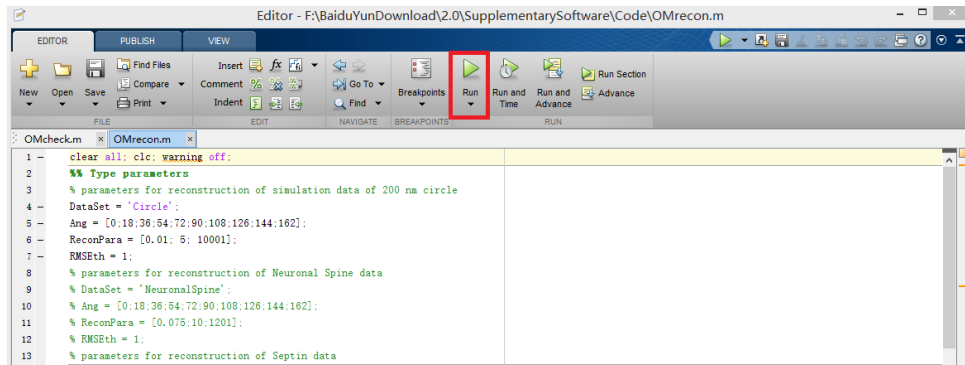 Editor - F:\BaiduYunDownload\2.0\SupplementarySoftware\Code\OMrecon.m
EDITOR PUBLISH VIEW
New Open Save Find Files Compare Print
Insert fx Comment Indent
Go To Find
Breakpoints Run Run and Time Run and Advance Run Section Advance
FILE EDIT NAVIGATE BREAKPOINTS RUN
OMcheck.m × OMrecon.m ×
1 – clear all; clc; warning off;
2 %% Type parameters
3 % parameters for reconstruction of simulation data of 200 nm circle
4 – DataSet = 'Circle';
5 – Ang = [0;18;36;54;72;90;108;126;144;162];
6 – ReconPara = [0.01; 5; 10001];
7 – RMSEth = 1;
8 % parameters for reconstruction of Neuronal Spine data
9 % DataSet = 'NeuronalSpine';
10 % Ang = [0;18;36;54;72;90;108;126;144;162];
11 % ReconPara = [0.075;10;1201];
12 % RMSEth = 1;
13 % parameters for reconstruction of Septin data